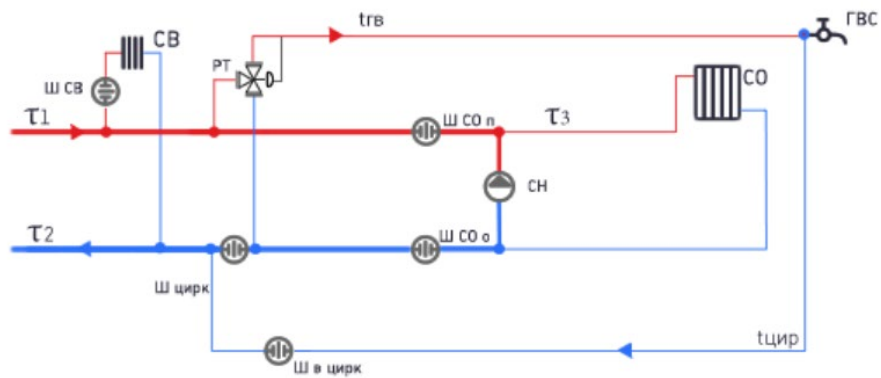 tгв
ГВС
СВ
РТ
Ш СВ
СО
τ1
Ш СО п
τ3
СН
τ2
Ш СО о
Ш цирк
tцир
Ш в цирк